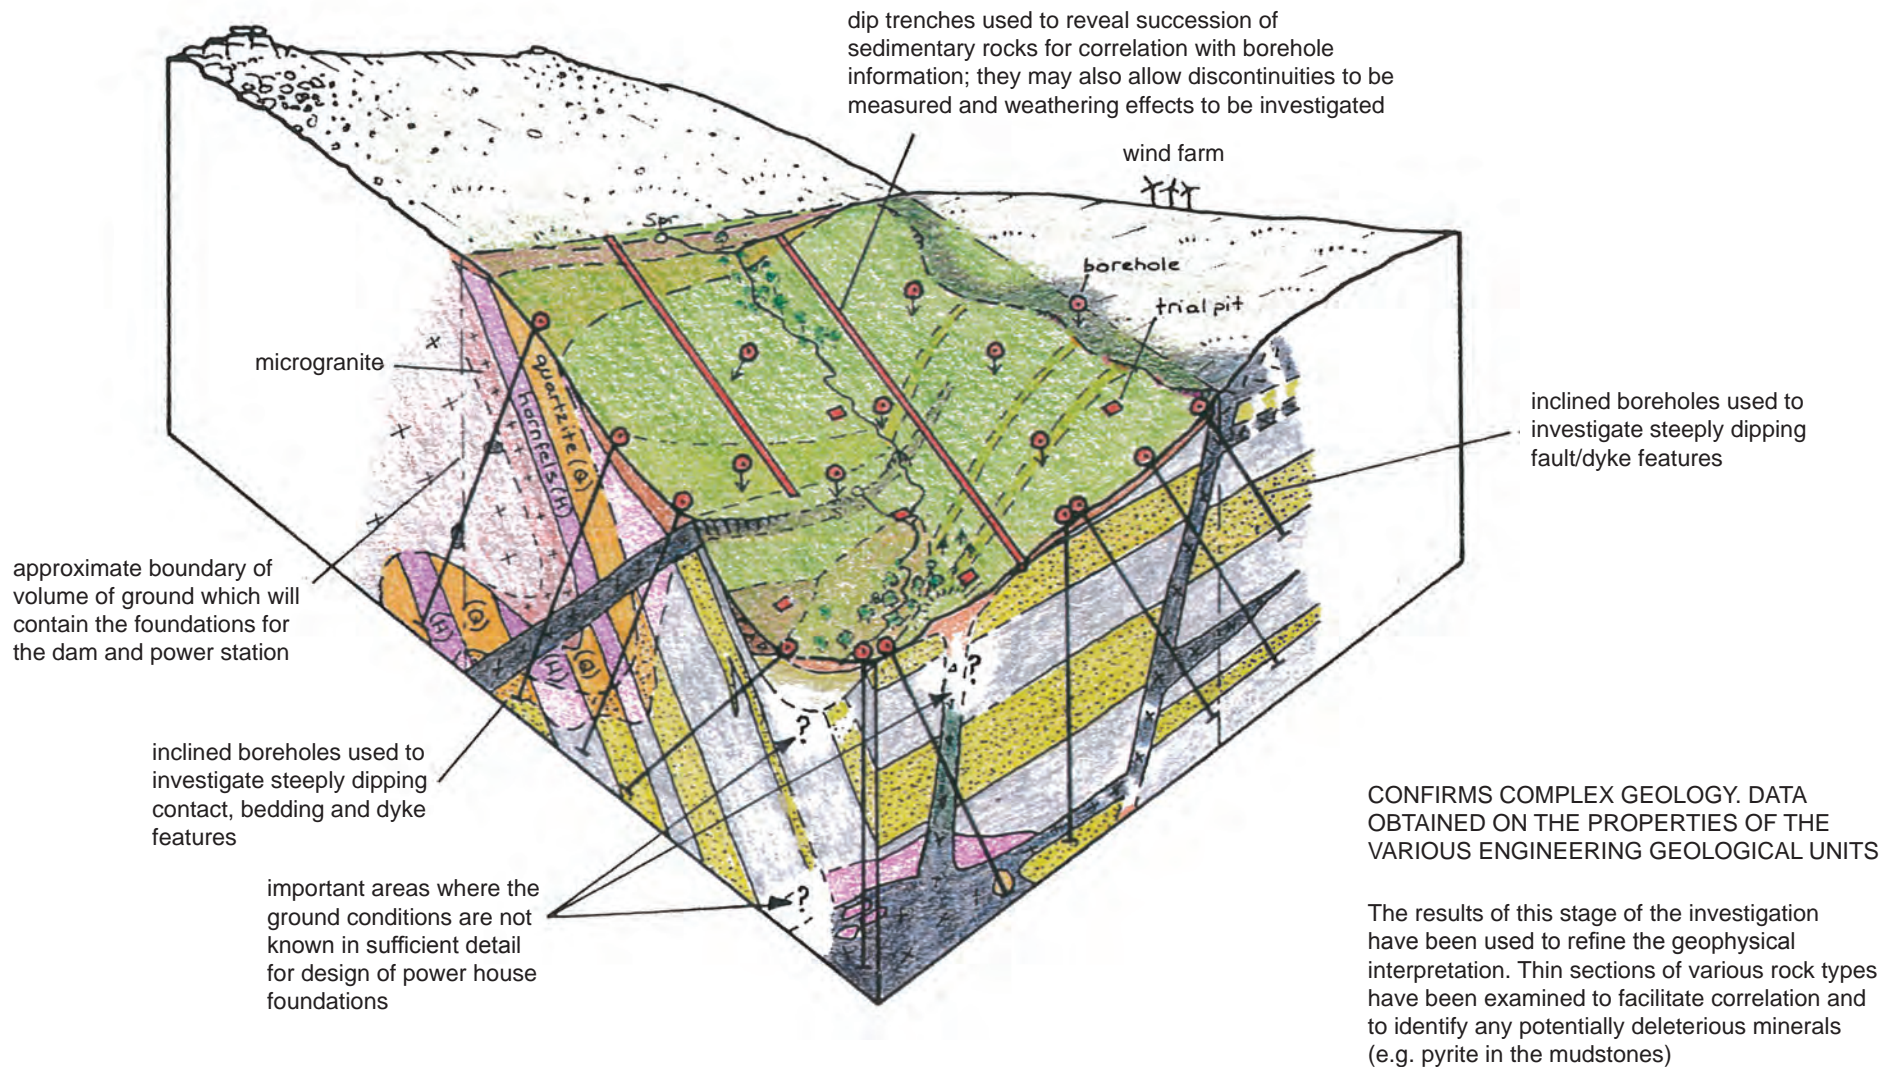 dip trenches used to reveal succession of
sedimentary rocks for correlation with borehole
information; they may also allow discontinuities to be
measured and weathering effects to be investigated
wind farm
Spr
borehole
trial pit
microgranite
quartzite (Q)
hornfels (H)
inclined boreholes used to
investigate steeply dipping
fault/dyke features
approximate boundary of
volume of ground which will
contain the foundations for
the dam and power station
(H)
(Q)
(H)
(Q)
?
?
?
inclined boreholes used to
investigate steeply dipping
contact, bedding and dyke
features
important areas where the
ground conditions are not
known in sufficient detail
for design of power house
foundations
CONFIRMS COMPLEX GEOLOGY. DATA
OBTAINED ON THE PROPERTIES OF THE
VARIOUS ENGINEERING GEOLOGICAL UNITS
The results of this stage of the investigation
have been used to refine the geophysical
interpretation. Thin sections of various rock types
have been examined to facilitate correlation and
to identify any potentially deleterious minerals
(e.g. pyrite in the mudstones)